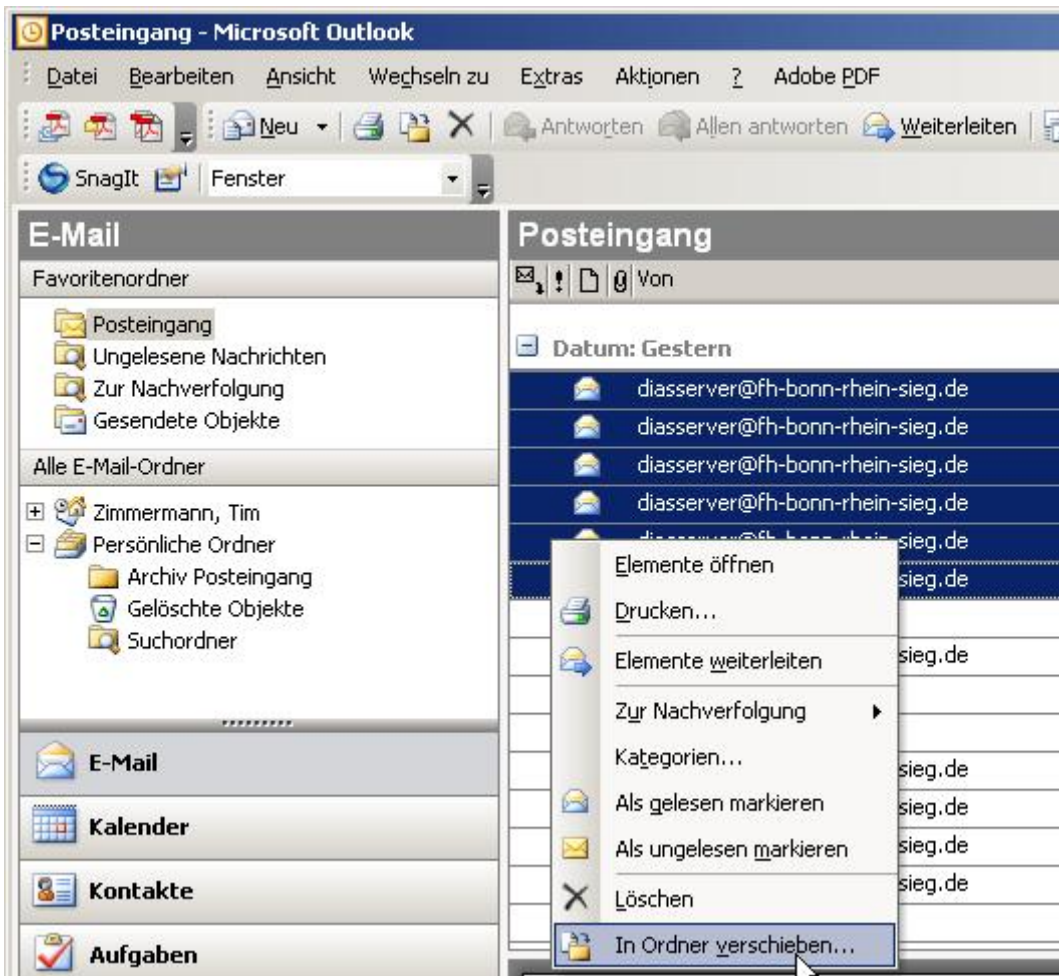 Posteingang - Microsoft Outlook
Datei Bearbeiten Ansicht Wechseln zu Extras Aktionen ? Adobe PDF
Neu Antworten Allen antworten Weiterleiten
SnagIt Fenster
E-Mail
Favoritenordner
Posteingang
Ungelesene Nachrichten
Zur Nachverfolgung
Gesendete Objekte
Alle E-Mail-Ordner
Zimmermann, Tim
Persönliche Ordner
Archiv Posteingang
Gelöschte Objekte
Suchordner
E-Mail
Kalender
Kontakte
Aufgaben
Posteingang
Von
Datum: Gestern
diasserver@fh-bonn-rhein-sieg.de
diasserver@fh-bonn-rhein-sieg.de
diasserver@fh-bonn-rhein-sieg.de
diasserver@fh-bonn-rhein-sieg.de
diasserver@fh-bonn-rhein-sieg.de
sieg.de
sieg.de
sieg.de
sieg.de
sieg.de
sieg.de
Elemente öffnen
Drucken...
Elemente weiterleiten
Zur Nachverfolgung
Kategorien...
Als gelesen markieren
Als ungelesen markieren
Löschen
In Ordner verschieben...